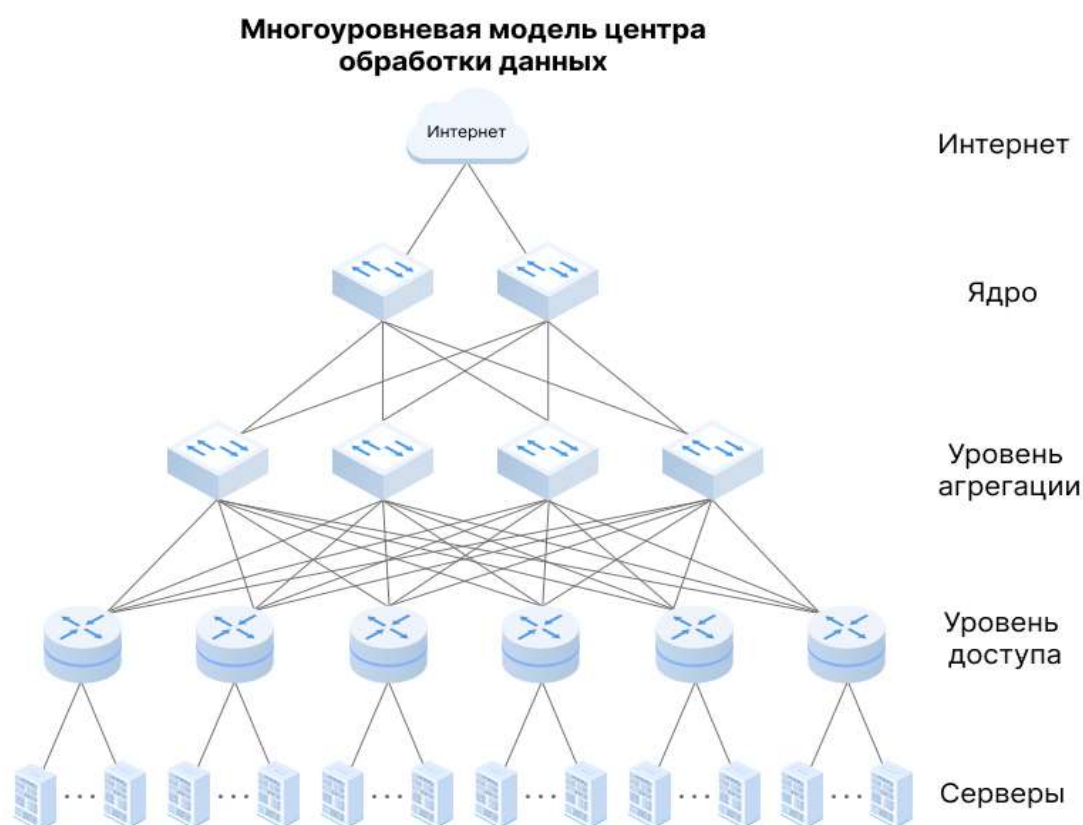 Многоуровневая модель центра
обработки данных
Интернет
Интернет
Ядро
Уровень
агрегации
Уровень
доступа
Серверы